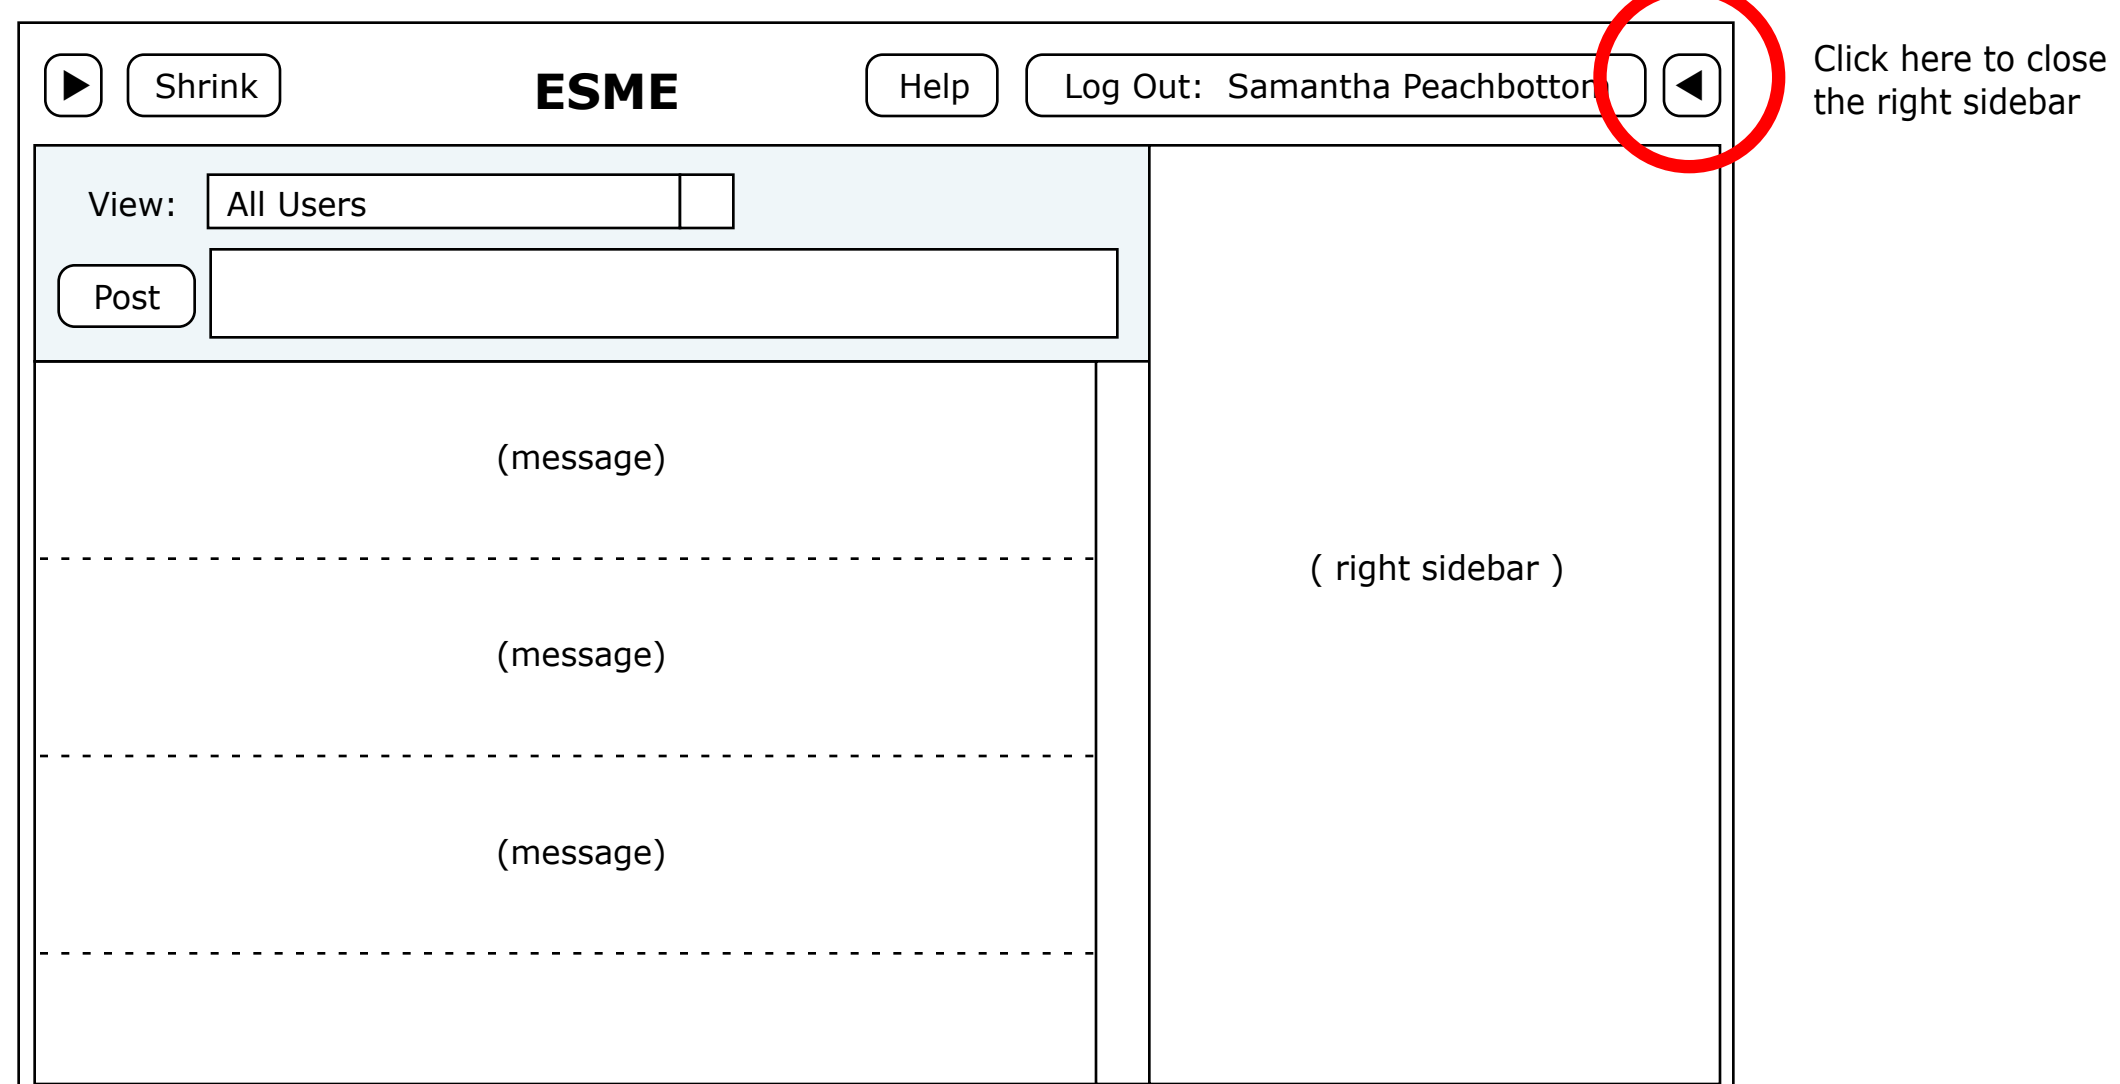 Shrink
ESME
Help
Log Out: Samantha Peachbottom
Click here to close
the right sidebar
View:
All Users
Post
(message)
( right sidebar )
(message)
(message)